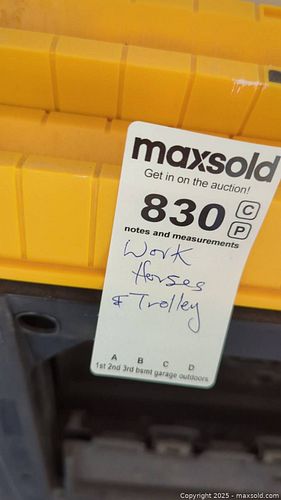 maxsold
Get in on the auction!
830 C
P
notes and measurements
Work
Horses
& Trolley
A B C D
1st 2nd 3rd bsmt garage outdoors
Copyright © 2025 - maxsold.com